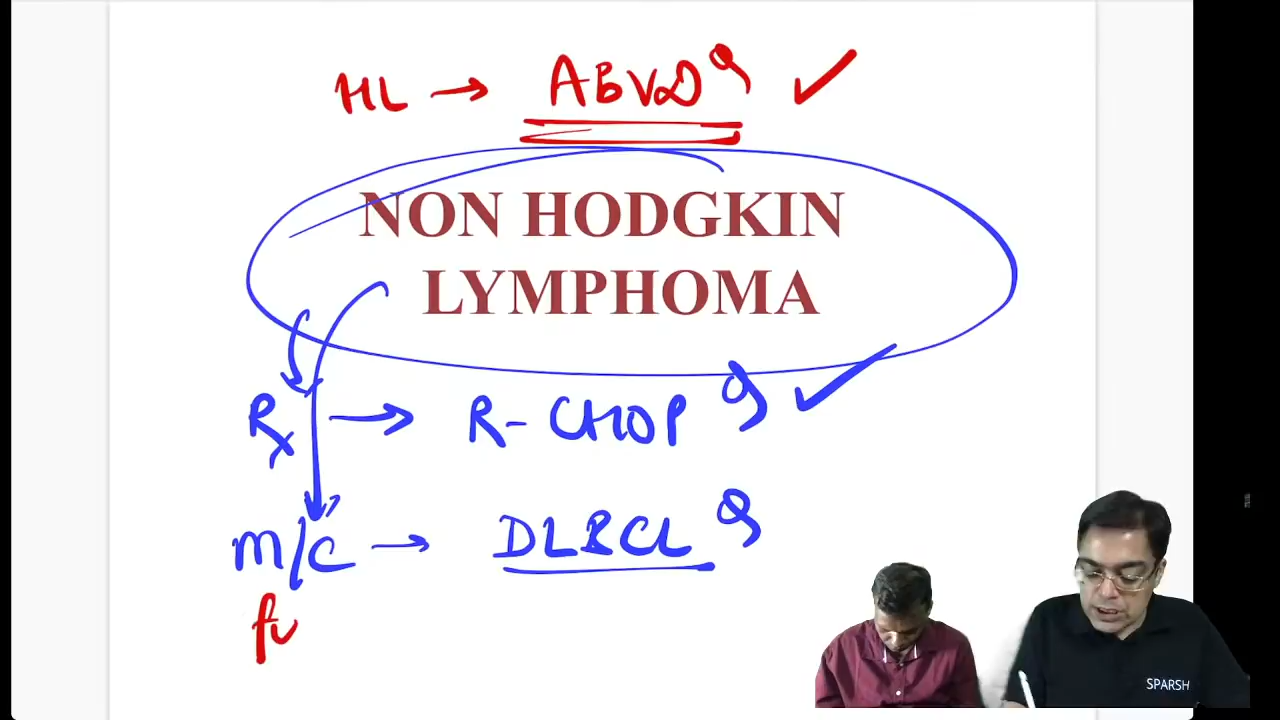 HL → ABVD ✓
NON HODGKIN
LYMPHOMA
Rx → R-CHOP ✓
M/C → DLBCL
SPARSH